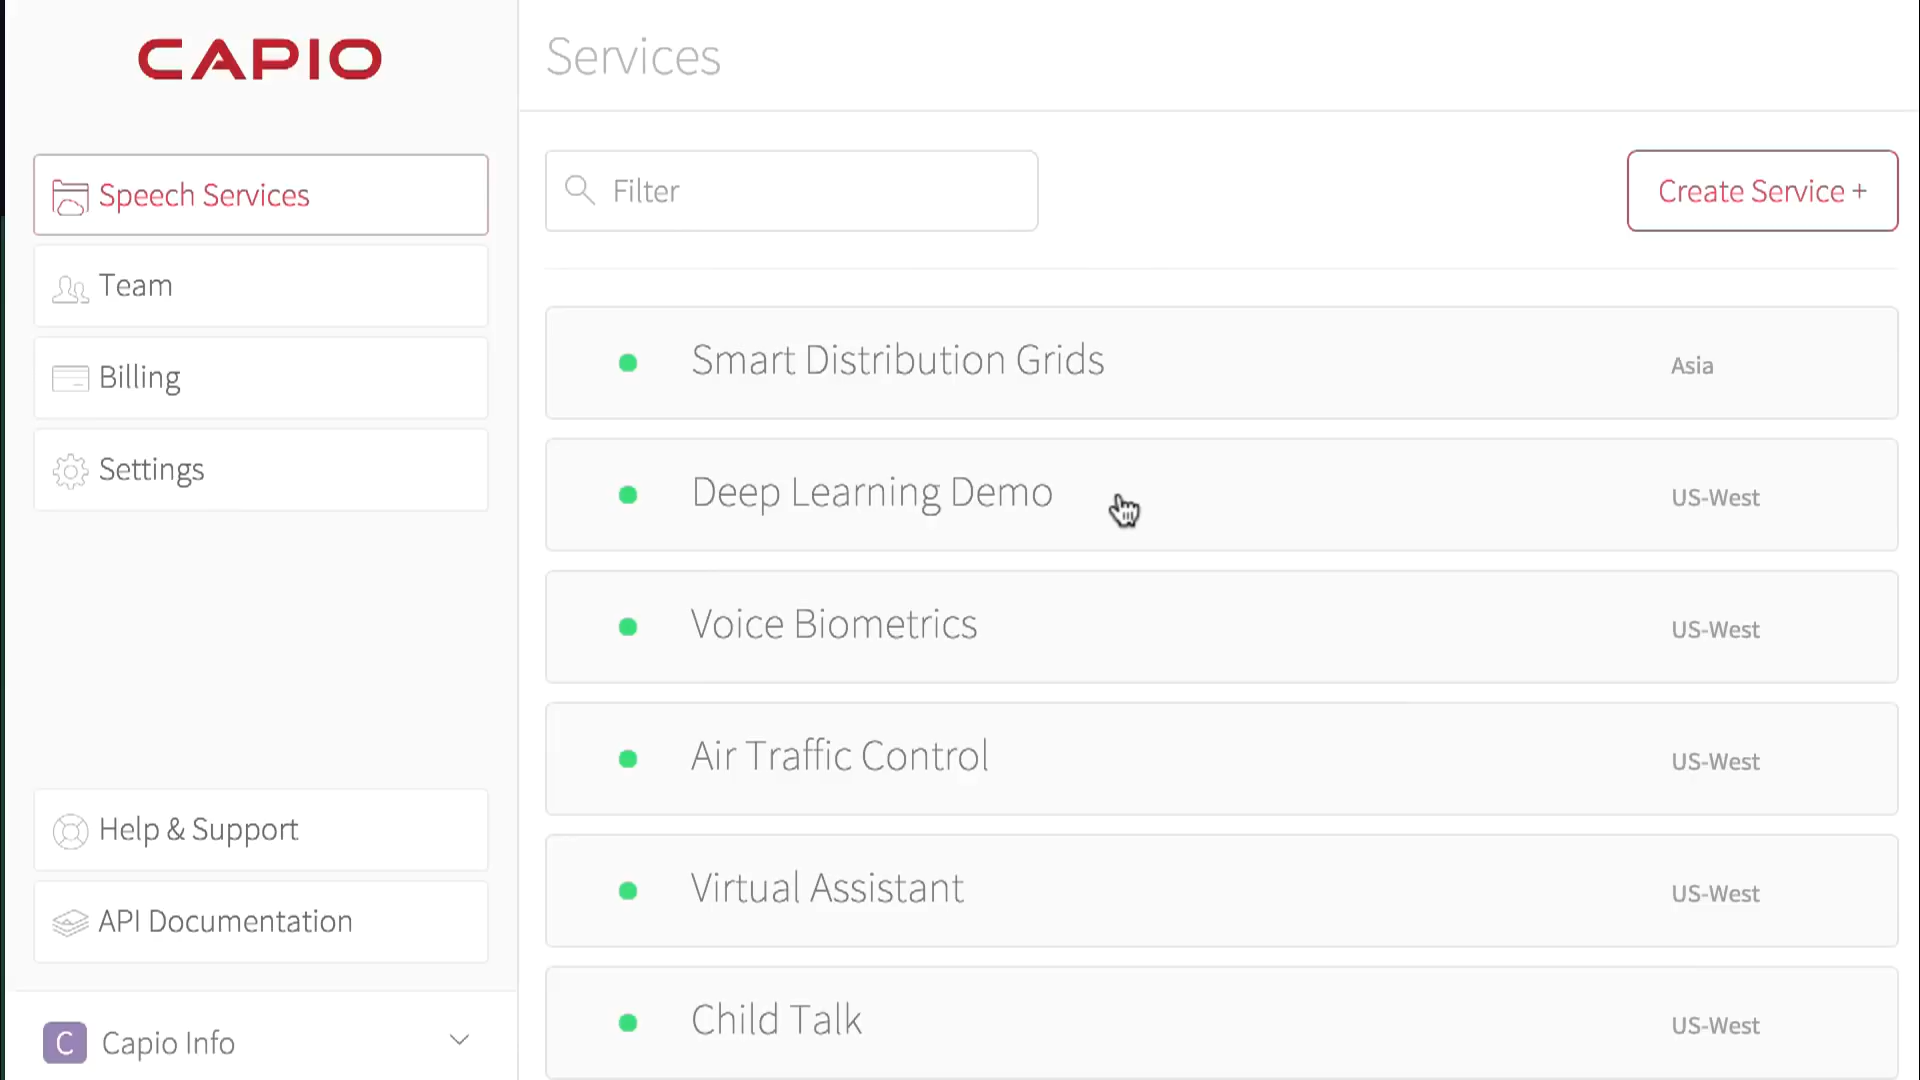 CAPIO
Speech Services
Team
Billing
Settings
Help & Support
API Documentation
C Capio Info
Services
Filter
Create Service +
Smart Distribution Grids Asia
Deep Learning Demo US-West
Voice Biometrics US-West
Air Traffic Control US-West
Virtual Assistant US-West
Child Talk US-West